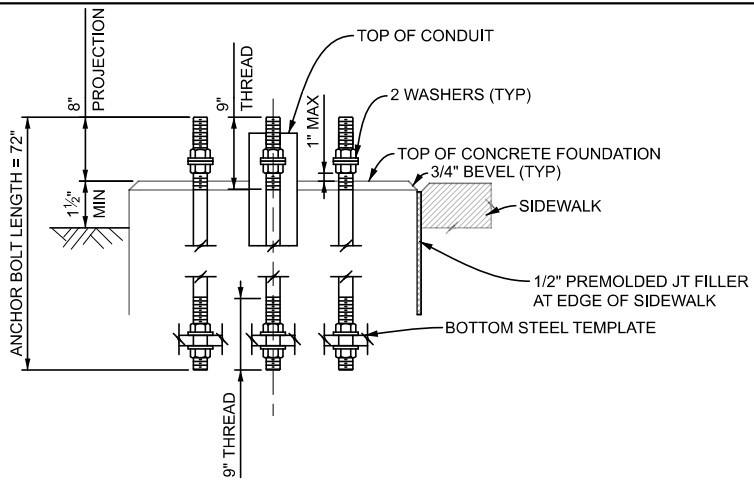 TOP OF CONDUIT
8"
PROJECTION
9"
THREAD
2 WASHERS (TYP)
1" MAX
TOP OF CONCRETE FOUNDATION
3/4" BEVEL (TYP)
1½"
MIN
SIDEWALK
ANCHOR BOLT LENGTH = 72"
1/2" PREMOLDED JT FILLER
AT EDGE OF SIDEWALK
BOTTOM STEEL TEMPLATE
9" THREAD